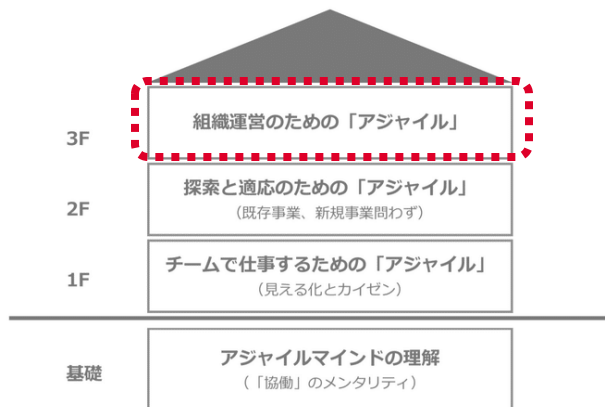 3F
組織運営のための「アジャイル」
2F
探索と適応のための「アジャイル」
(既存事業、新規事業問わず)
1F
チームで仕事するための「アジャイル」
(見える化とカイゼン)
基礎
アジャイルマインドの理解
(「協働」のメンタリティ)